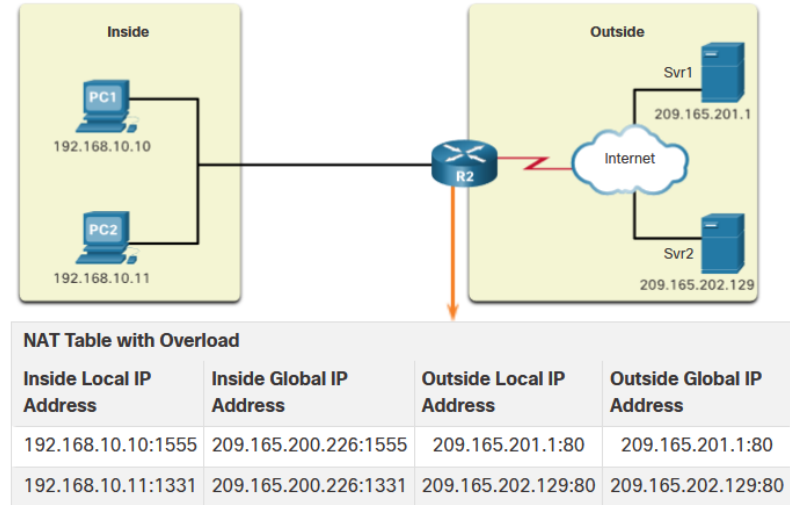 Inside
Outside
PC1
192.168.10.10
Svr1
209.165.201.1
Internet
R2
PC2
192.168.10.11
Svr2
209.165.202.129
NAT Table with Overload
Inside Local IP Address
Inside Global IP Address
Outside Local IP Address
Outside Global IP Address
192.168.10.10:1555 209.165.200.226:1555 209.165.201.1:80 209.165.201.1:80
192.168.10.11:1331 209.165.200.226:1331 209.165.202.129:80 209.165.202.129:80